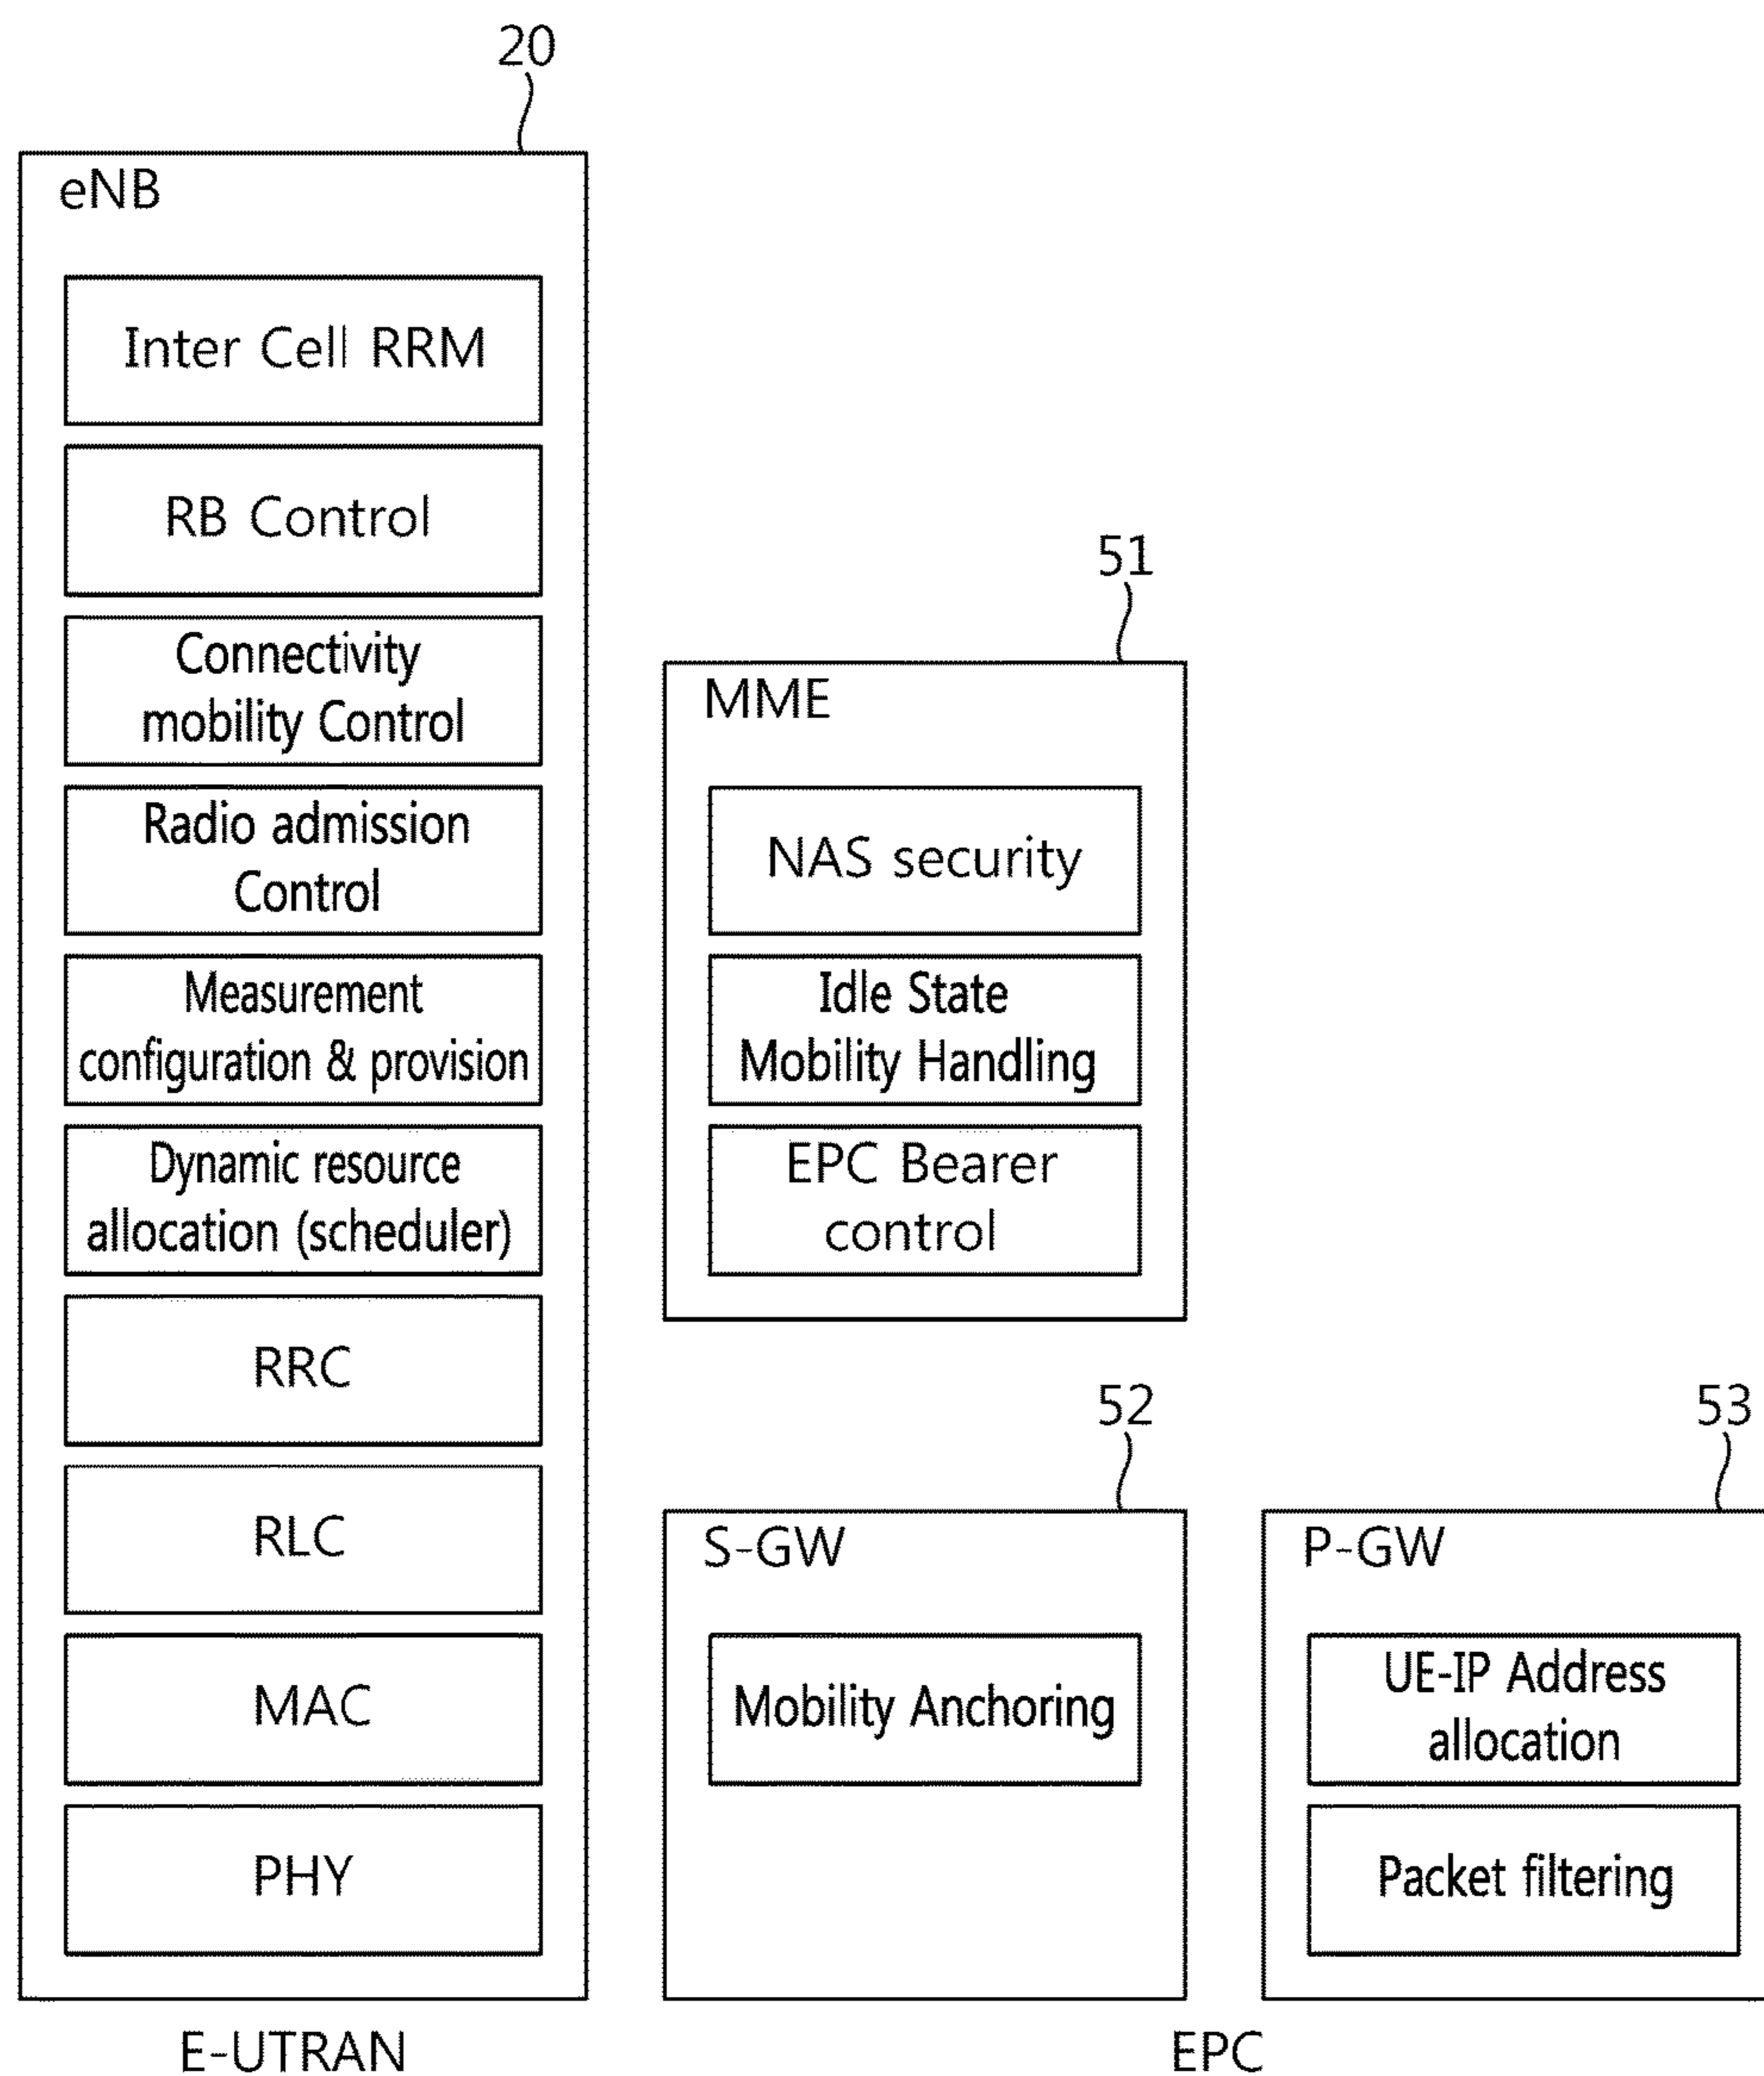 20
eNB
Inter Cell RRM
RB Control
Connectivity
mobility Control
Radio admission
Control
Measurement
configuration & provision
Dynamic resource
allocation (scheduler)
RRC
RLC
MAC
PHY
E-UTRAN
51
MME
NAS security
Idle State
Mobility Handling
EPC Bearer
control
52
S-GW
Mobility Anchoring
53
P-GW
UE-IP Address
allocation
Packet filtering
EPC